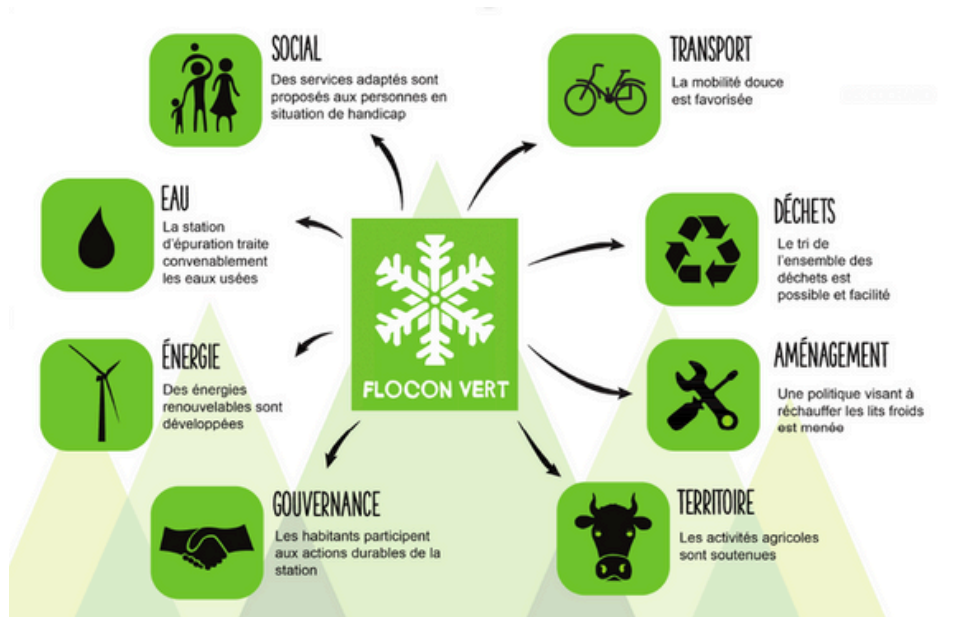 SOCIAL
Des services adaptés sont
proposés aux personnes en
situation de handicap
TRANSPORT
La mobilité douce
est favorisée
EAU
La station
d'épuration traite
convenablement
les eaux usées
DÉCHETS
Le tri de
l'ensemble des
déchets est
possible et facilité
FLOCON VERT
ÉNERGIE
Des énergies
renouvelables sont
développées
AMÉNAGEMENT
Une politique visant à
réchauffer les lits froids
est menée
GOUVERNANCE
Les habitants participent
aux actions durables de la
station
TERRITOIRE
Les activités agricoles
sont soutenues